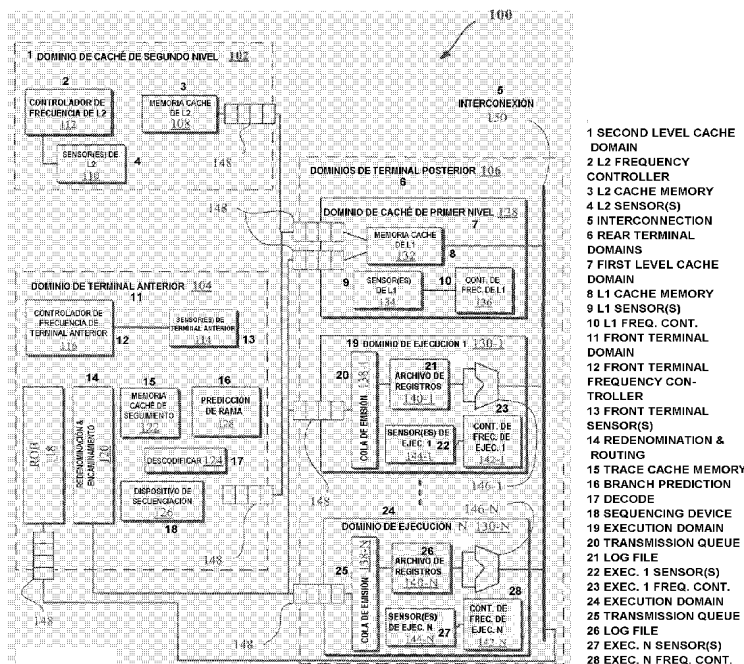 100
1 DOMINIO DE CACHÉ DE SEGUNDO NIVEL 102
2
CONTROLADOR DE
FRECUENCIA DE L2
112
3
MEMORIA CACHE
DE L2
108
148
SENSOR(ES) DE
L2
110
4
5
INTERCONEXIÓN
150
DOMINIOS DE TERMINAL POSTERIOR 106
6
DOMINIO DE CACHÉ DE PRIMER NIVEL 128
7
148
MEMORIA CACHE
DE L1
132
8
9
SENSOR(ES)
DE L1
134
10
CONT. DE
FREC. DE L1
136
DOMINIO DE TERMINAL ANTERIOR 104
11
CONTROLADOR DE
FRECUENCIA DE
TERMINAL ANTERIOR
116
12
SENSOR(ES) DE
TERMINAL ANTERIOR
114
13
ROB
118
14
REDENOMINACIÓN &
ENCAMINAMIENTO
120
15
MEMORIA
CACHÉ DE
SEGUIMIENTO
122
16
PREDICCIÓN
DE RAMA
128
DESCODIFICAR 124
17
DISPOSITIVO DE
SECUENCIACIÓN
126
18
148
148
19 DOMINIO DE EJECUCIÓN 1 130-1
20
COLA DE EMISIÓN 138-1
21
ARCHIVO DE
REGISTROS
140-1
SENSOR(ES) DE
EJEC. 1
144-1
22
23
CONT. DE
FREC. DE
EJEC. 1
142-1
148
146-1
146-N
24
DOMINIO DE EJECUCIÓN N 130-N
25
COLA DE EMISIÓN 138-N
26
ARCHIVO DE
REGISTROS
140-N
SENSOR(ES)
DE EJEC. N
144-N
27
28
CONT. DE
FREC. DE
EJEC. N
142-N
148
1 SECOND LEVEL CACHE
DOMAIN
2 L2 FREQUENCY
CONTROLLER
3 L2 CACHE MEMORY
4 L2 SENSOR(S)
5 INTERCONNECTION
6 REAR TERMINAL
DOMAINS
7 FIRST LEVEL CACHE
DOMAIN
8 L1 CACHE MEMORY
9 L1 SENSOR(S)
10 L1 FREQ. CONT.
11 FRONT TERMINAL
DOMAIN
12 FRONT TERMINAL
FREQUENCY CON-
TROLLER
13 FRONT TERMINAL
SENSOR(S)
14 REDENOMINATION &
ROUTING
15 TRACE CACHE MEMORY
16 BRANCH PREDICTION
17 DECODE
18 SEQUENCING DEVICE
19 EXECUTION DOMAIN
20 TRANSMISSION QUEUE
21 LOG FILE
22 EXEC. 1 SENSOR(S)
23 EXEC. 1 FREQ. CONT.
24 EXECUTION DOMAIN
25 TRANSMISSION QUEUE
26 LOG FILE
27 EXEC. N SENSOR(S)
28 EXEC. N FREQ. CONT.